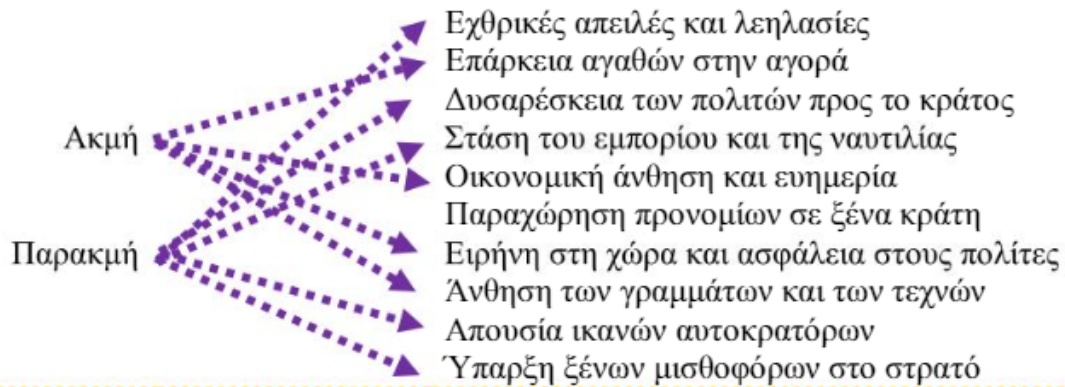 Εχθρικές απειλές και λεηλασίες
Επάρκεια αγαθών στην αγορά
Δυσαρέσκεια των πολιτών προς το κράτος
Ακμή
Στάση του εμπορίου και της ναυτιλίας
Οικονομική άνθηση και ευημερία
Παραχώρηση προνομίων σε ξένα κράτη
Παρακμή
Ειρήνη στη χώρα και ασφάλεια στους πολίτες
Άνθηση των γραμμάτων και των τεχνών
Απουσία ικανών αυτοκρατόρων
Ύπαρξη ξένων μισθοφόρων στο στρατό